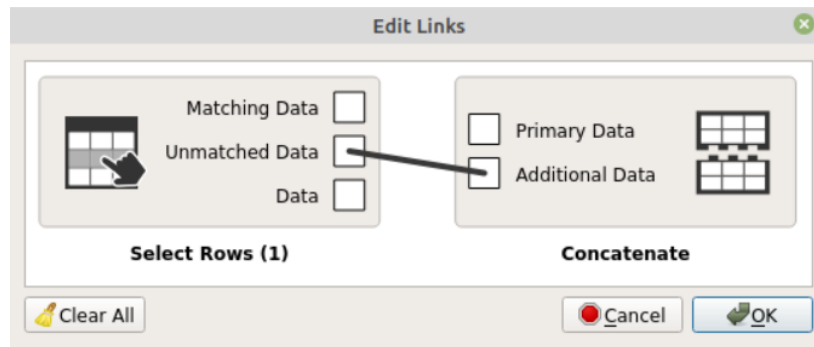 Edit Links
Matching Data
Unmatched Data
Data
Select Rows (1)
Primary Data
Additional Data
Concatenate
Clear All
Cancel
OK